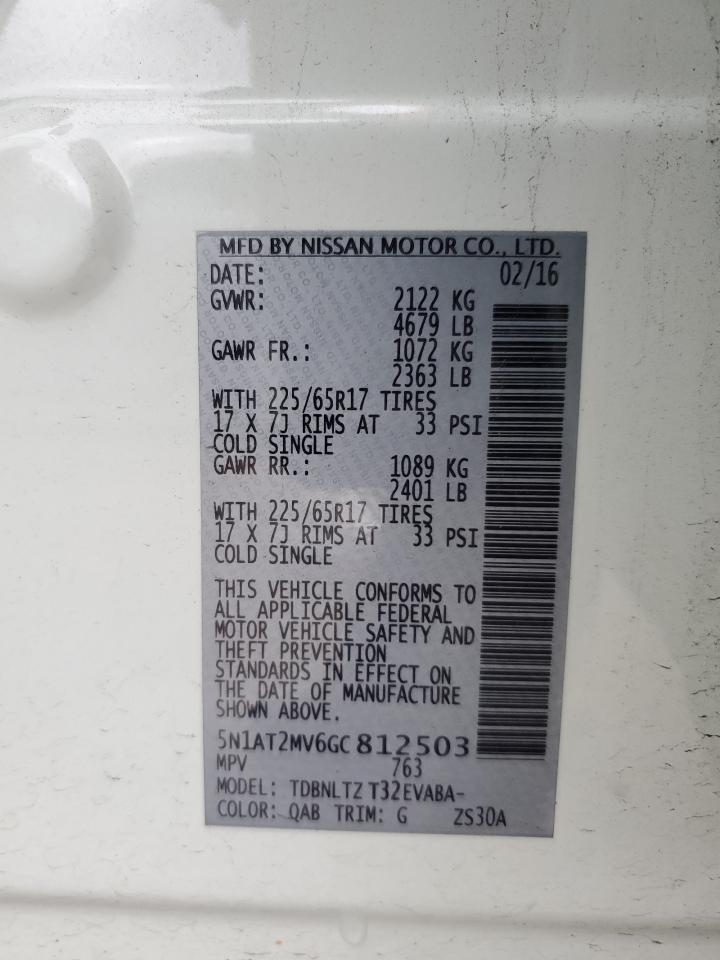 MFD BY NISSAN MOTOR CO., LTD.
DATE: 02/16
GVWR: 2122 KG
4679 LB
GAWR FR.: 1072 KG
2363 LB
WITH 225/65R17 TIRES
17 X 7J RIMS AT 33 PSI
COLD SINGLE
GAWR RR.: 1089 KG
2401 LB
WITH 225/65R17 TIRES
17 X 7J RIMS AT 33 PSI
COLD SINGLE
THIS VEHICLE CONFORMS TO
ALL APPLICABLE FEDERAL
MOTOR VEHICLE SAFETY AND
THEFT PREVENTION
STANDARDS IN EFFECT ON
THE DATE OF MANUFACTURE
SHOWN ABOVE.
5N1AT2MV6GC812503
MPV 763
MODEL: TDBNLTZ T32EVABA-
COLOR: QAB TRIM: G ZS30A